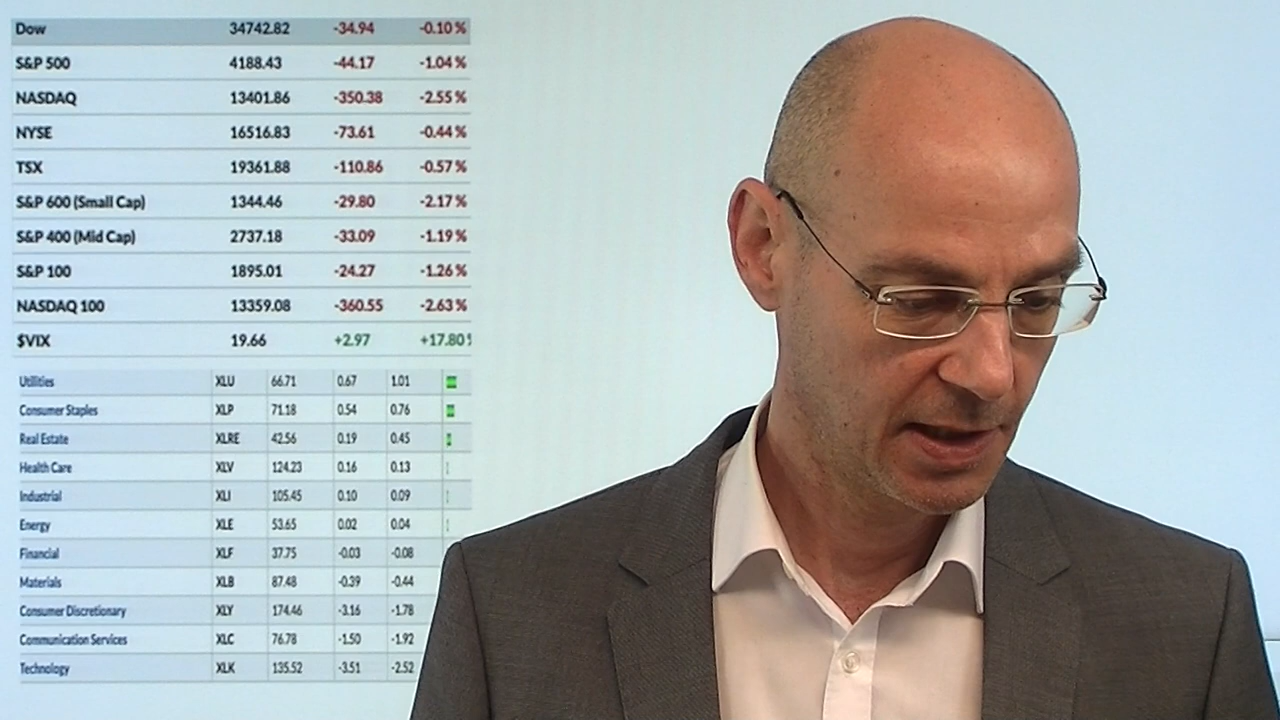 Dow 34742.82 -34.94 -0.10 %
S&P 500 4188.43 -44.17 -1.04 %
NASDAQ 13401.86 -350.38 -2.55 %
NYSE 16516.83 -73.61 -0.44 %
TSX 19361.88 -110.86 -0.57 %
S&P 600 (Small Cap) 1344.46 -29.80 -2.17 %
S&P 400 (Mid Cap) 2737.18 -33.09 -1.19 %
S&P 100 1895.01 -24.27 -1.26 %
NASDAQ 100 13359.08 -360.55 -2.63 %
$VIX 19.66 +2.97 +17.80
Utilities XLU 66.71 0.67 1.01
Consumer Staples XLP 71.18 0.54 0.76
Real Estate XLRE 42.56 0.19 0.45
Health Care XLV 124.23 0.16 0.13
Industrial XLI 105.45 0.10 0.09
Energy XLE 53.65 0.02 0.04
Financial XLF 37.75 -0.03 -0.08
Materials XLB 87.48 -0.39 -0.44
Consumer Discretionary XLY 174.46 -3.16 -1.78
Communication Services XLC 76.78 -1.50 -1.92
Technology XLK 135.52 -3.51 -2.52